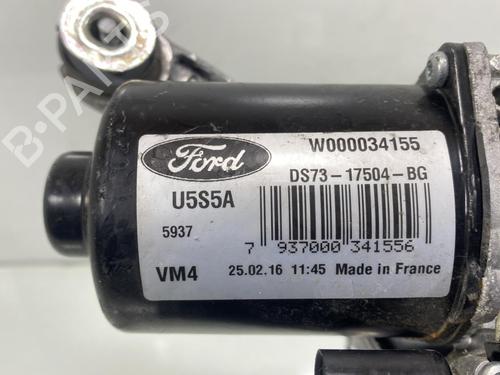 B-PARTS
Ford
W000034155
DS73-17504-BG
U5S5A
5937
7 937000 341556
VM4 25.02.16 11:45 Made in France